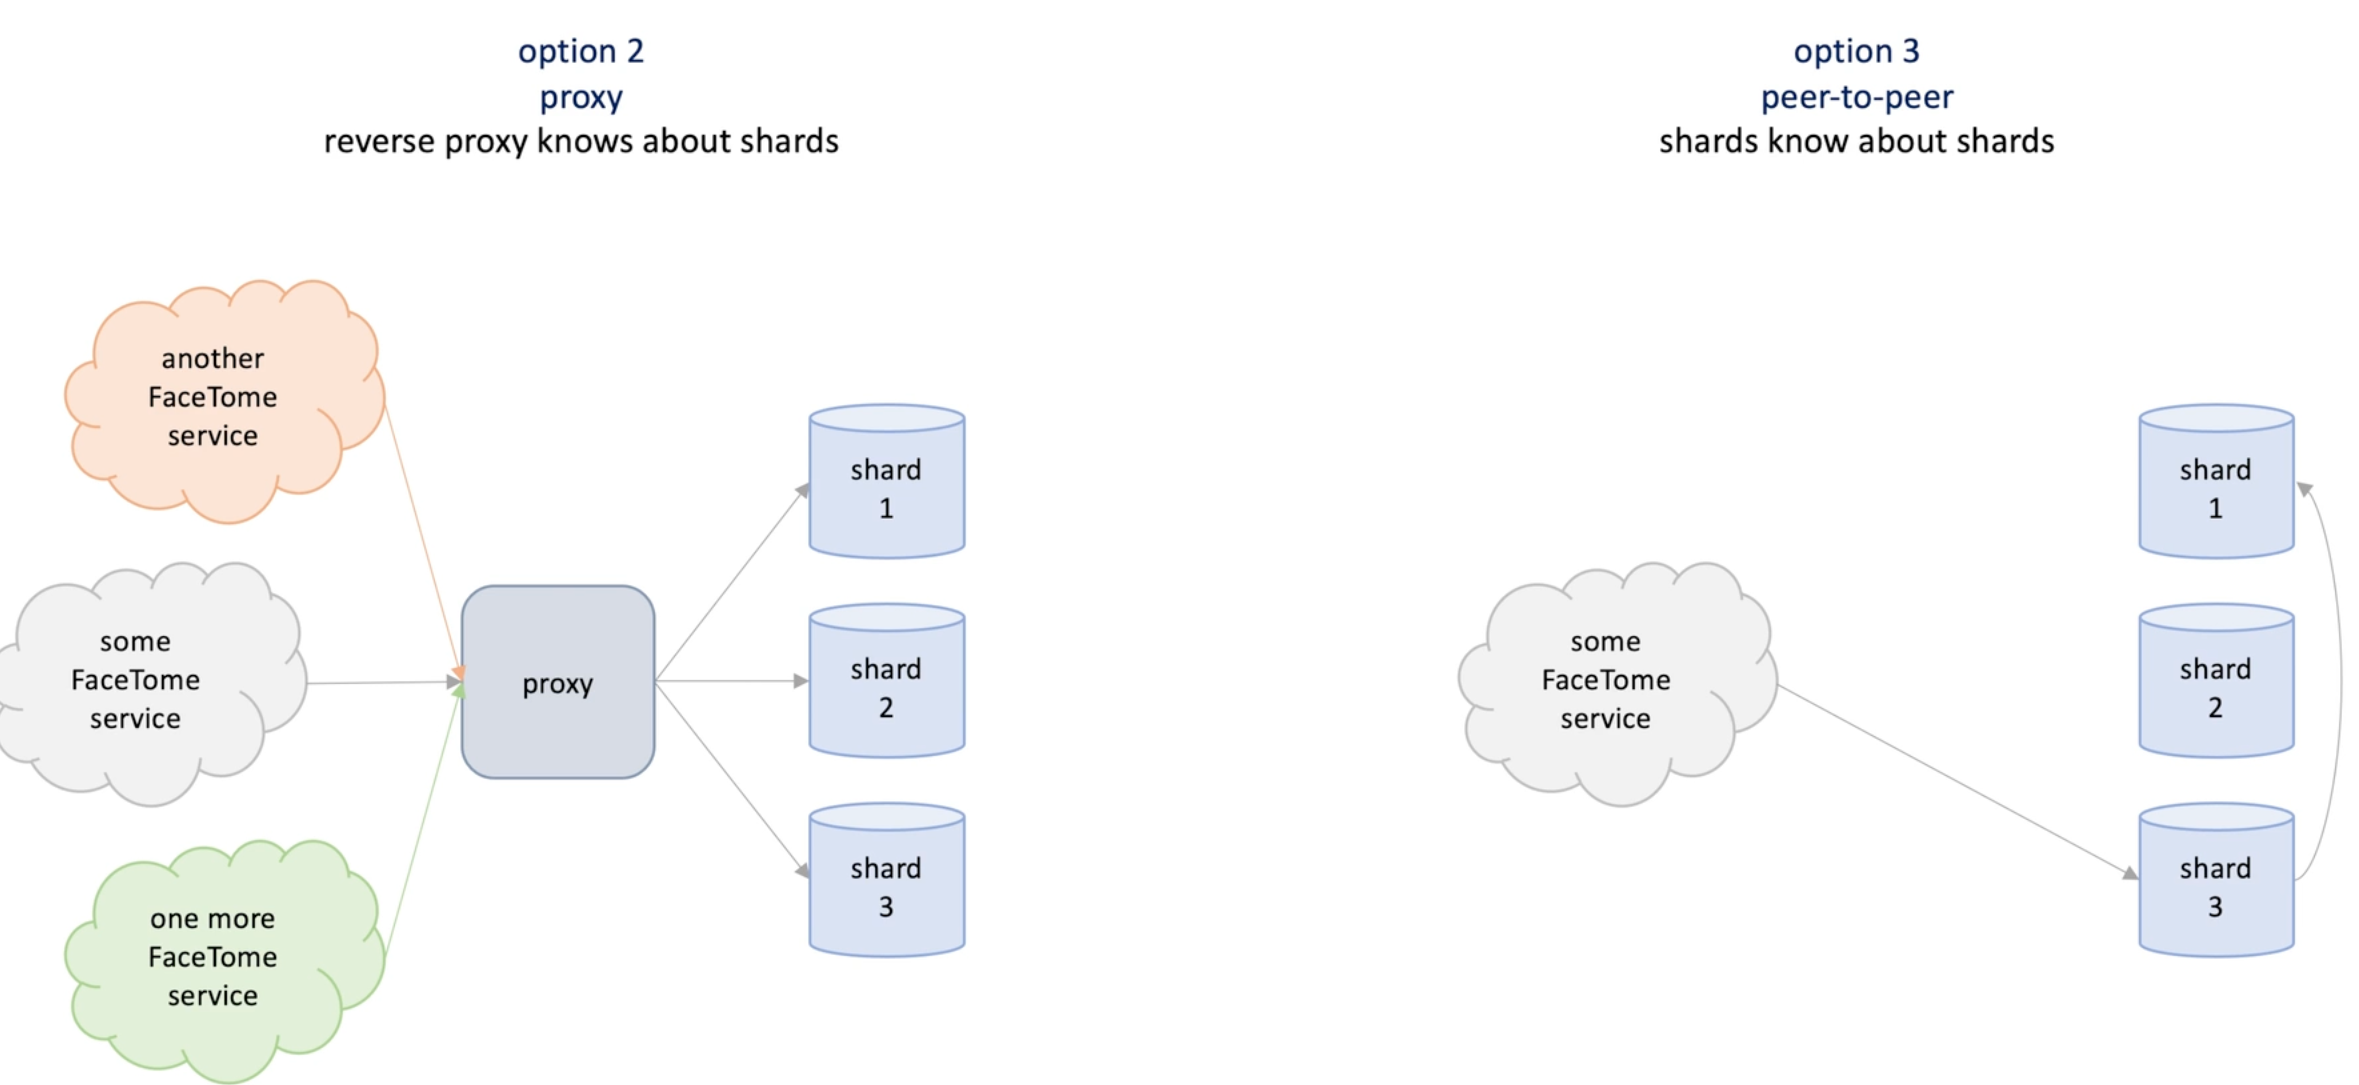 option 2
proxy
reverse proxy knows about shards
another
FaceTome
service
some
FaceTome
service
one more
FaceTome
service
proxy
shard
1
shard
2
shard
3
option 3
peer-to-peer
shards know about shards
some
FaceTome
service
shard
1
shard
2
shard
3